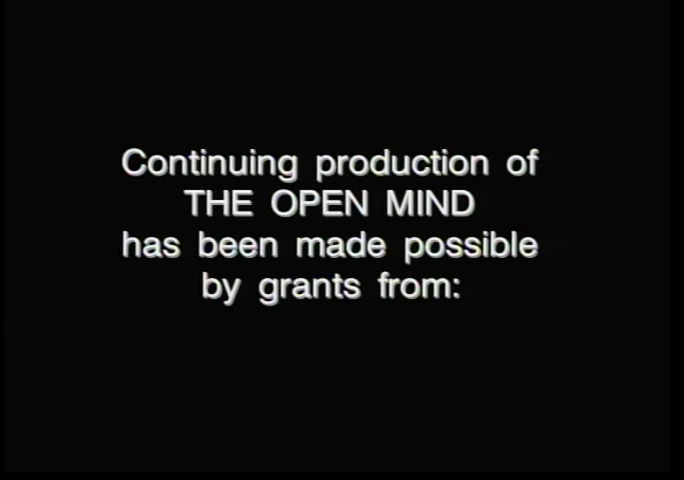 Continuing production of
THE OPEN MIND
has been made possible
by grants from: